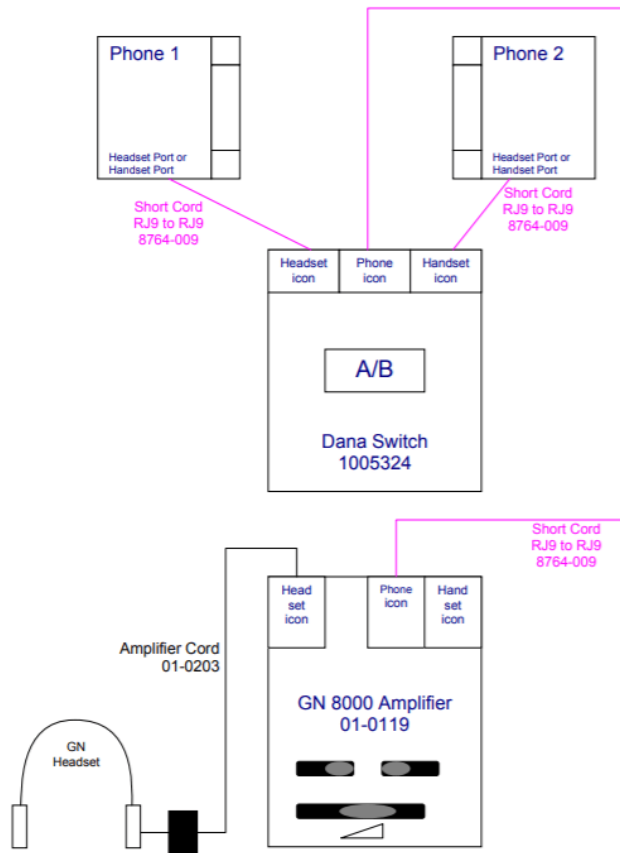 Phone 1
Headset Port or
Handset Port
Phone 2
Headset Port or
Handset Port
Short Cord
RJ9 to RJ9
8764-009
Short Cord
RJ9 to RJ9
8764-009
Headset
icon
Phone
icon
Handset
icon
A/B
Dana Switch
1005324
Short Cord
RJ9 to RJ9
8764-009
Head
set
icon
Phone
icon
Hand
set
icon
Amplifier Cord
01-0203
GN 8000 Amplifier
01-0119
GN
Headset